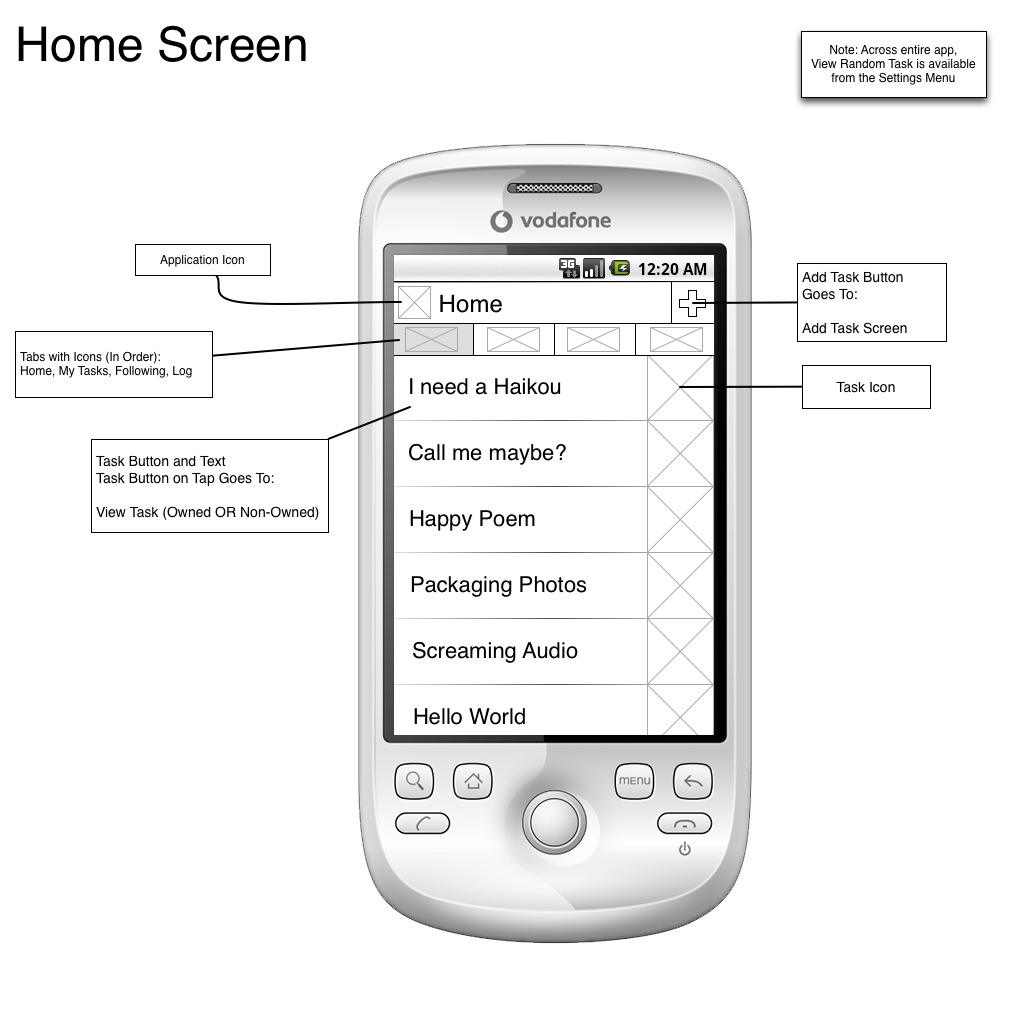 Home Screen
Note: Across entire app,
View Random Task is available
from the Settings Menu
vodafone
Application Icon
3G
12:20 AM
Home
Add Task Button
Goes To:
Add Task Screen
Tabs with Icons (In Order):
Home, My Tasks, Following, Log
I need a Haikou
Task Icon
Call me maybe?
Task Button and Text
Task Button on Tap Goes To:
View Task (Owned OR Non-Owned)
Happy Poem
Packaging Photos
Screaming Audio
Hello World
MENU